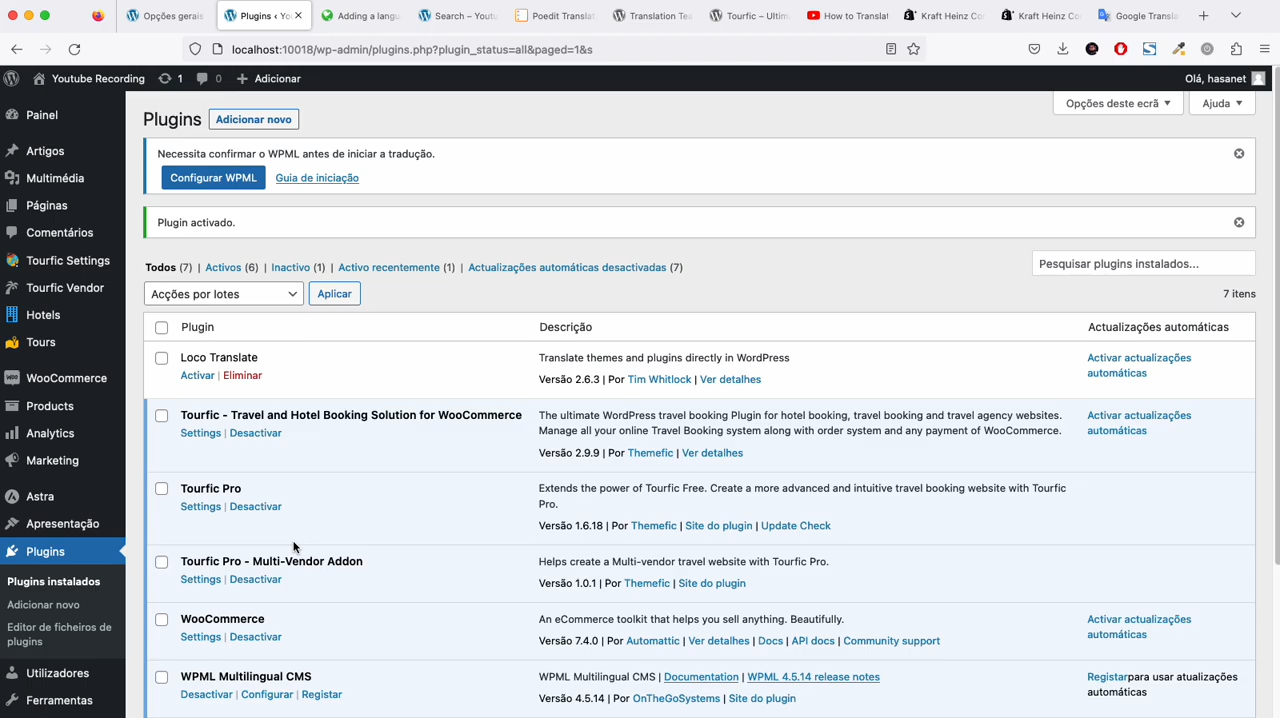 Opções gerais
Plugins ‹ Yo
Adding a langu
Search – Youtu
Poedit Translat
Translation Tea
Tourfic – Ultim
How to Translat
Kraft Heinz Co
Kraft Heinz Co
Google Transla
localhost:10018/wp-admin/plugins.php?plugin_status=all&paged=1&s
Youtube Recording 1 0 Adicionar
Olá, hasanet
Painel
Artigos
Multimédia
Páginas
Comentários
Tourfic Settings
Tourfic Vendor
Hotels
Tours
WooCommerce
Products
Analytics
Marketing
Astra
Apresentação
Plugins
Plugins instalados
Adicionar novo
Editor de ficheiros de
plugins
Utilizadores
Ferramentas
Opções deste ecrã ▼ Ajuda ▼
Plugins Adicionar novo
Necessita confirmar o WPML antes de iniciar a tradução.
Configurar WPML Guia de iniciação
Plugin activado.
Todos (7) | Activos (6) | Inactivo (1) | Activo recentemente (1) | Actualizações automáticas desactivadas (7)
Pesquisar plugins instalados...
Acções por lotes Aplicar
7 itens
Plugin Descrição Actualizações automáticas
Loco Translate
Activar | Eliminar
Translate themes and plugins directly in WordPress
Versão 2.6.3 | Por Tim Whitlock | Ver detalhes
Activar actualizações
automáticas
Tourfic - Travel and Hotel Booking Solution for WooCommerce
Settings | Desactivar
The ultimate WordPress travel booking Plugin for hotel booking, travel booking and travel agency websites.
Manage all your online Travel Booking system along with order system and any payment of WooCommerce.
Versão 2.9.9 | Por Themefic | Ver detalhes
Activar actualizações
automáticas
Tourfic Pro
Settings | Desactivar
Extends the power of Tourfic Free. Create a more advanced and intuitive travel booking website with Tourfic
Pro.
Versão 1.6.18 | Por Themefic | Site do plugin | Update Check
Tourfic Pro - Multi-Vendor Addon
Settings | Desactivar
Helps create a Multi-vendor travel website with Tourfic Pro.
Versão 1.0.1 | Por Themefic | Site do plugin
WooCommerce
Settings | Desactivar
An eCommerce toolkit that helps you sell anything. Beautifully.
Versão 7.4.0 | Por Automattic | Ver detalhes | Docs | API docs | Community support
Activar actualizações
automáticas
WPML Multilingual CMS
Desactivar | Configurar | Registar
WPML Multilingual CMS | Documentation | WPML 4.5.14 release notes
Versão 4.5.14 | Por OnTheGoSystems | Site do plugin
Registarpara usar atualizações
automáticas